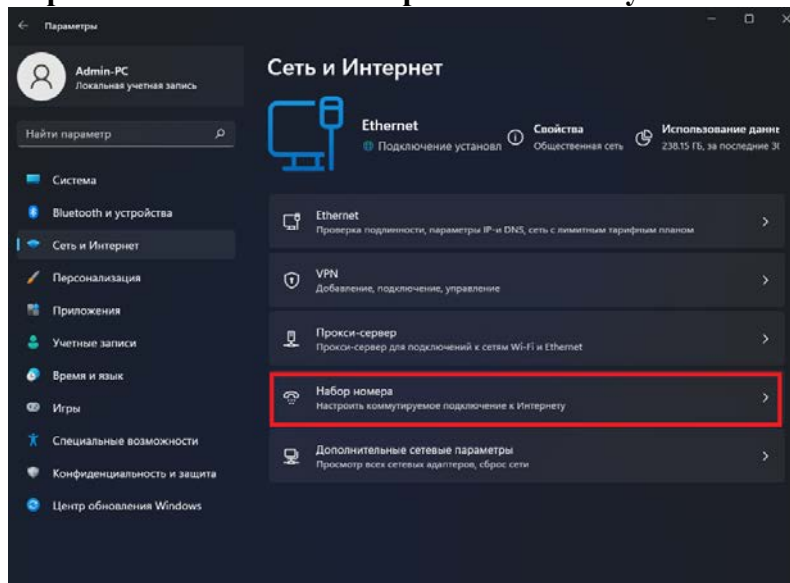 Параметры
Admin-PC
Локальная учетная запись
Найти параметр
Система
Bluetooth и устройства
Сеть и Интернет
Персонализация
Приложения
Учетные записи
Время и язык
Игры
Специальные возможности
Конфиденциальность и защита
Центр обновления Windows
Сеть и Интернет
Ethernet
Подключение установл
Свойства
Общественная сеть
Использование данне
238.15 ГБ, за последние 3(
Ethernet
Проверка подлинности, параметры IP-и DNS, сеть с лимитным тарифным планом
VPN
Добавление, подключение, управление
Прокси-сервер
Прокси-сервер для подключений к сетям Wi-Fi и Ethernet
Набор номера
Настроить коммутируемое подключение к Интернету
Дополнительные сетевые параметры
Просмотр всех сетевых адаптеров, сброс сети